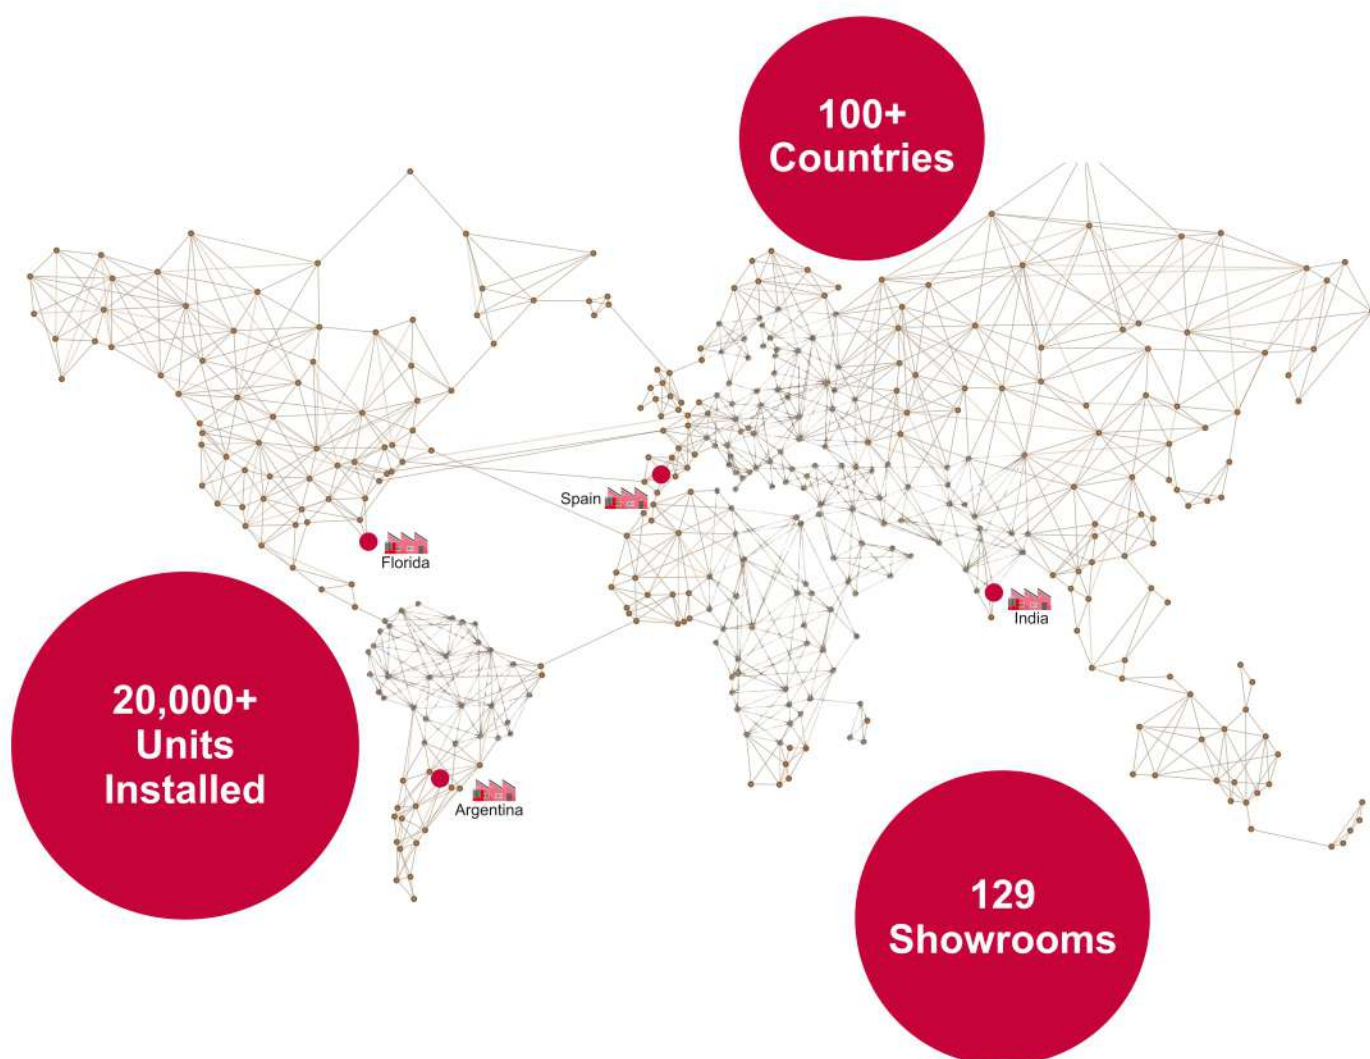 100+
Countries
Spain
Florida
India
20,000+
Units
Installed
Argentina
129
Showrooms